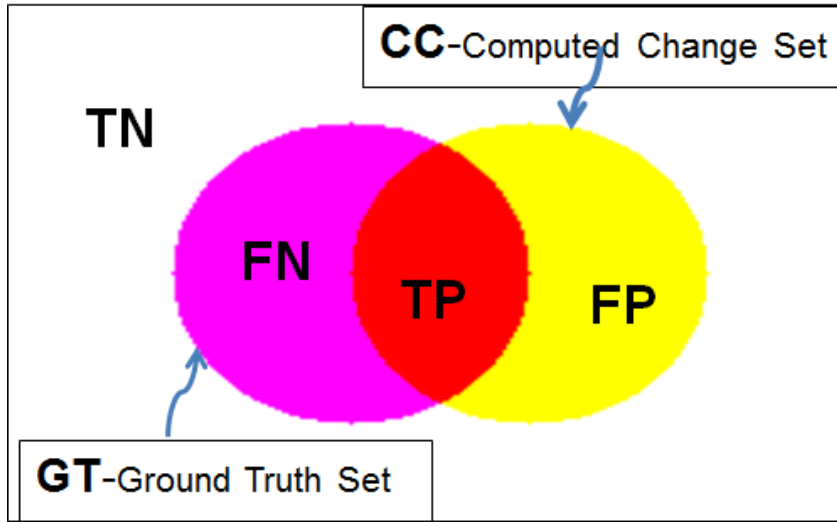 CC-Computed Change Set
TN
FN
TP
FP
GT-Ground Truth Set